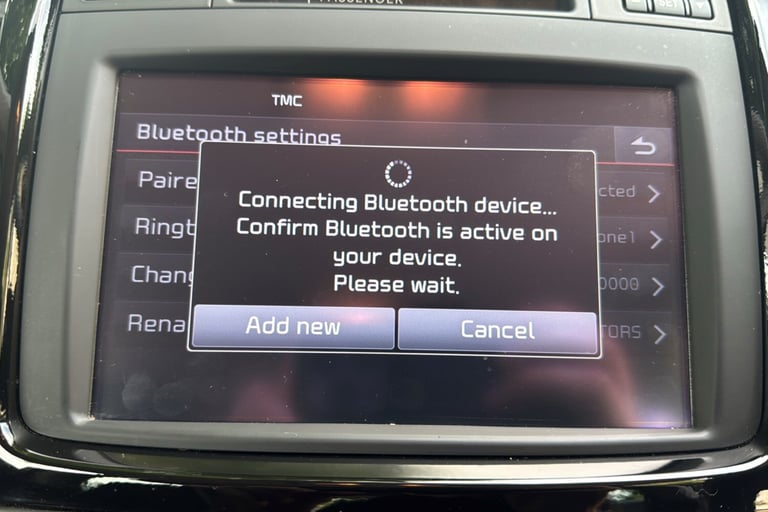 PASSENGER
SET
TMC
Bluetooth settings
Paire
cted
Connecting Bluetooth device...
Confirm Bluetooth is active on
your device.
Please wait.
Ringt
one1
Chang
0000
Rena
TORS
Add new
Cancel